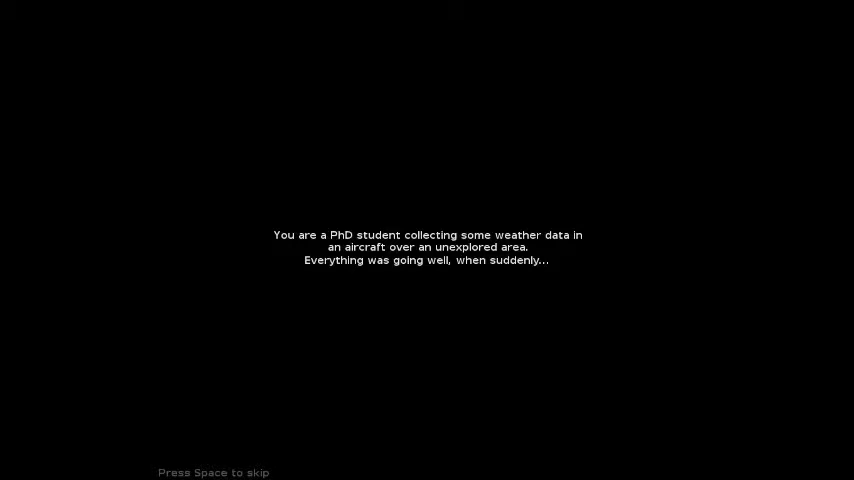 You are a PhD student collecting some weather data in
an aircraft over an unexplored area.
Everything was going well, when suddenly...
Press Space to skip